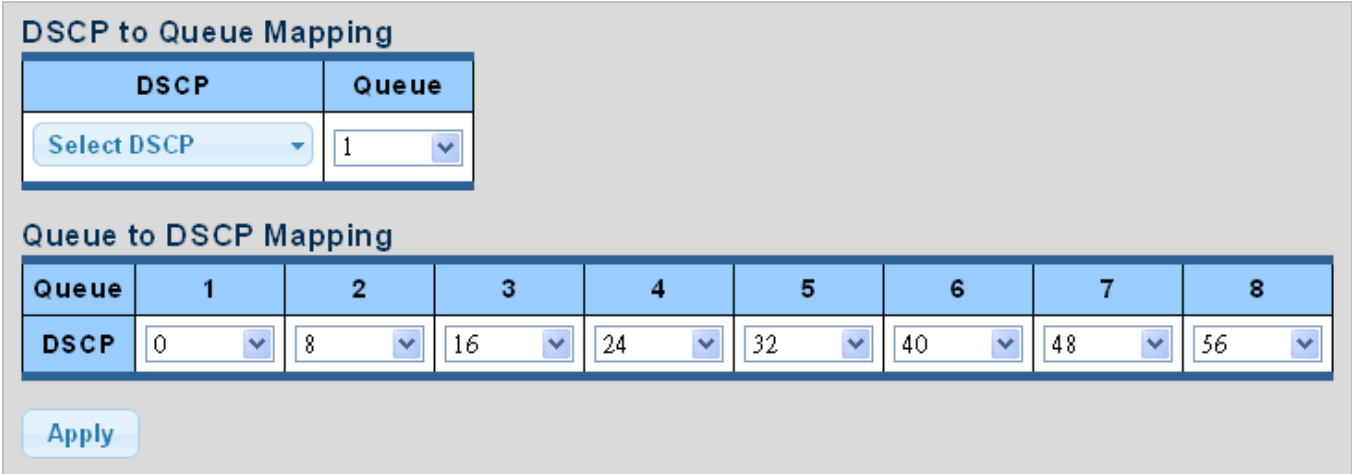 DSCP to Queue Mapping
DSCP Queue
Select DSCP 1
Queue to DSCP Mapping
Queue 1 2 3 4 5 6 7 8
DSCP 0 8 16 24 32 40 48 56
Apply